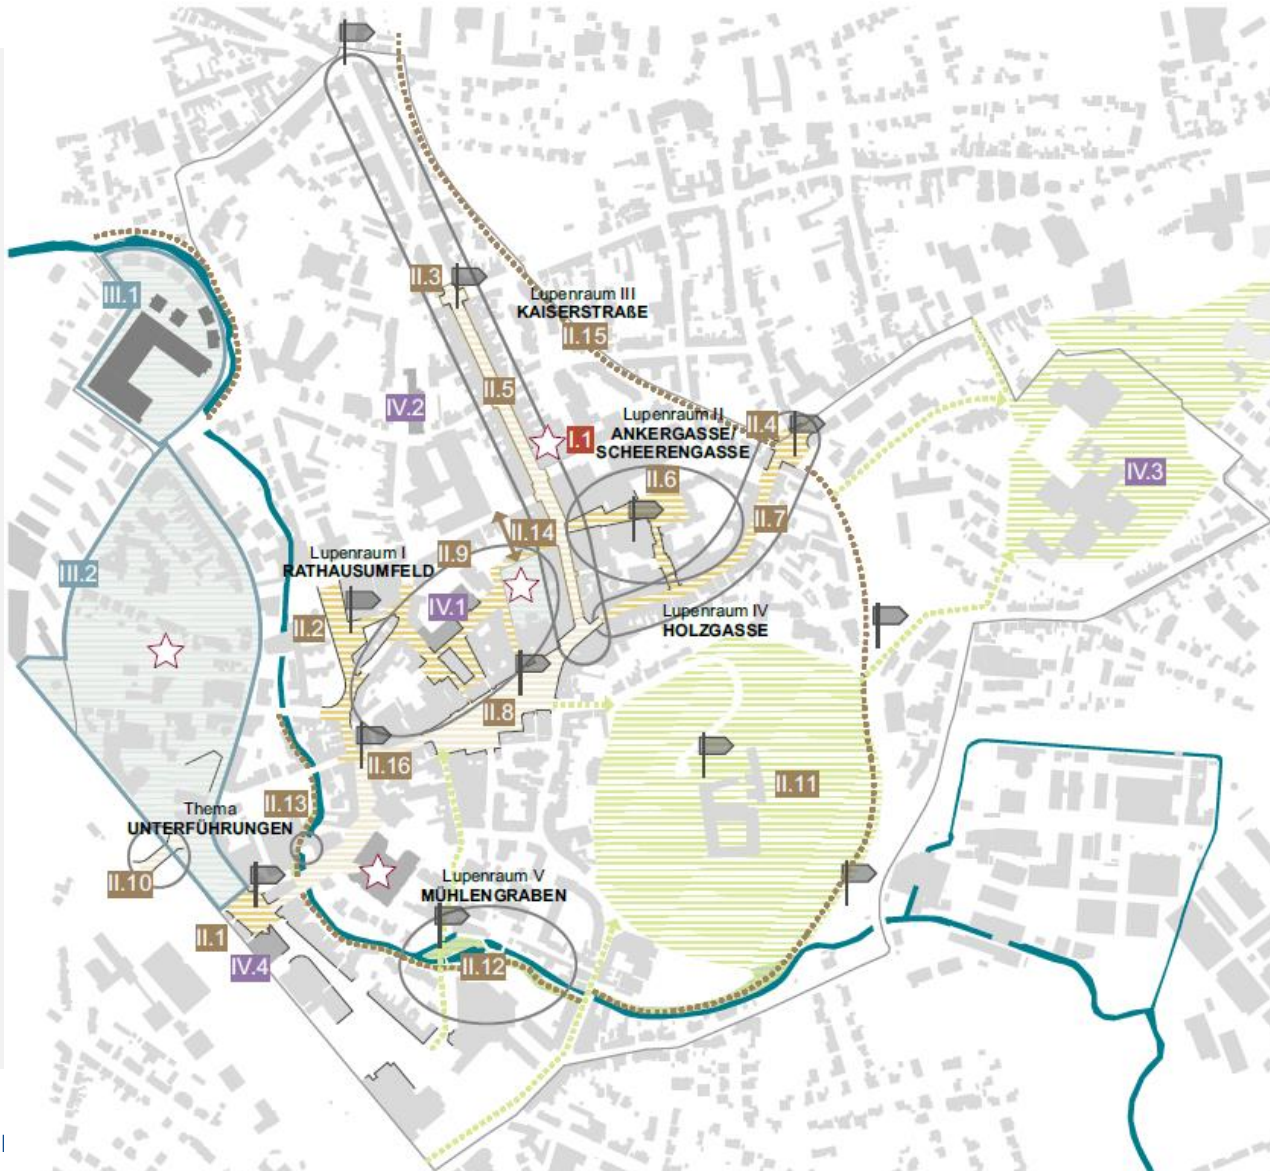 II.3
Lupenraum III
KAISERSTRAßE
III.1
II.15
II.5
IV.2
Lupenraum II
ANKERGASSE/
SCHEERENGASSE
II.4
I.1
IV.3
II.6
II.7
II.14
II.9
Lupenraum I
RATHAUSUMFELD
III.2
IV.1
II.2
Lupenraum IV
HOLZGASSE
II.8
II.16
II.11
II.13
Thema
UNTERFÜHRUNGEN
II.10
Lupenraum V
MÜHLENGRABEN
II.1
IV.4
II.12